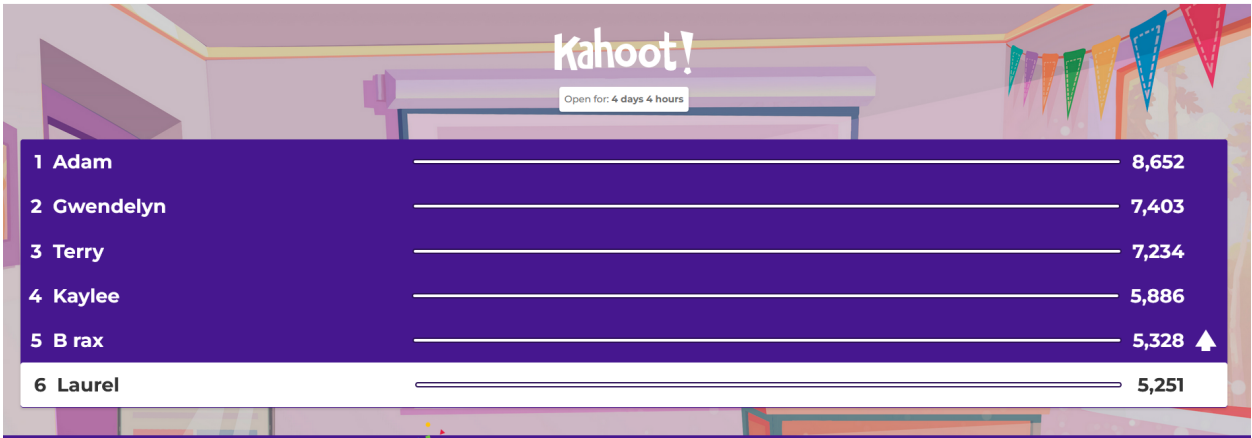 Kahoot!
Open for: 4 days 4 hours
1 Adam 8,652
2 Gwendelyn 7,403
3 Terry 7,234
4 Kaylee 5,886
5 B rax 5,328
6 Laurel 5,251